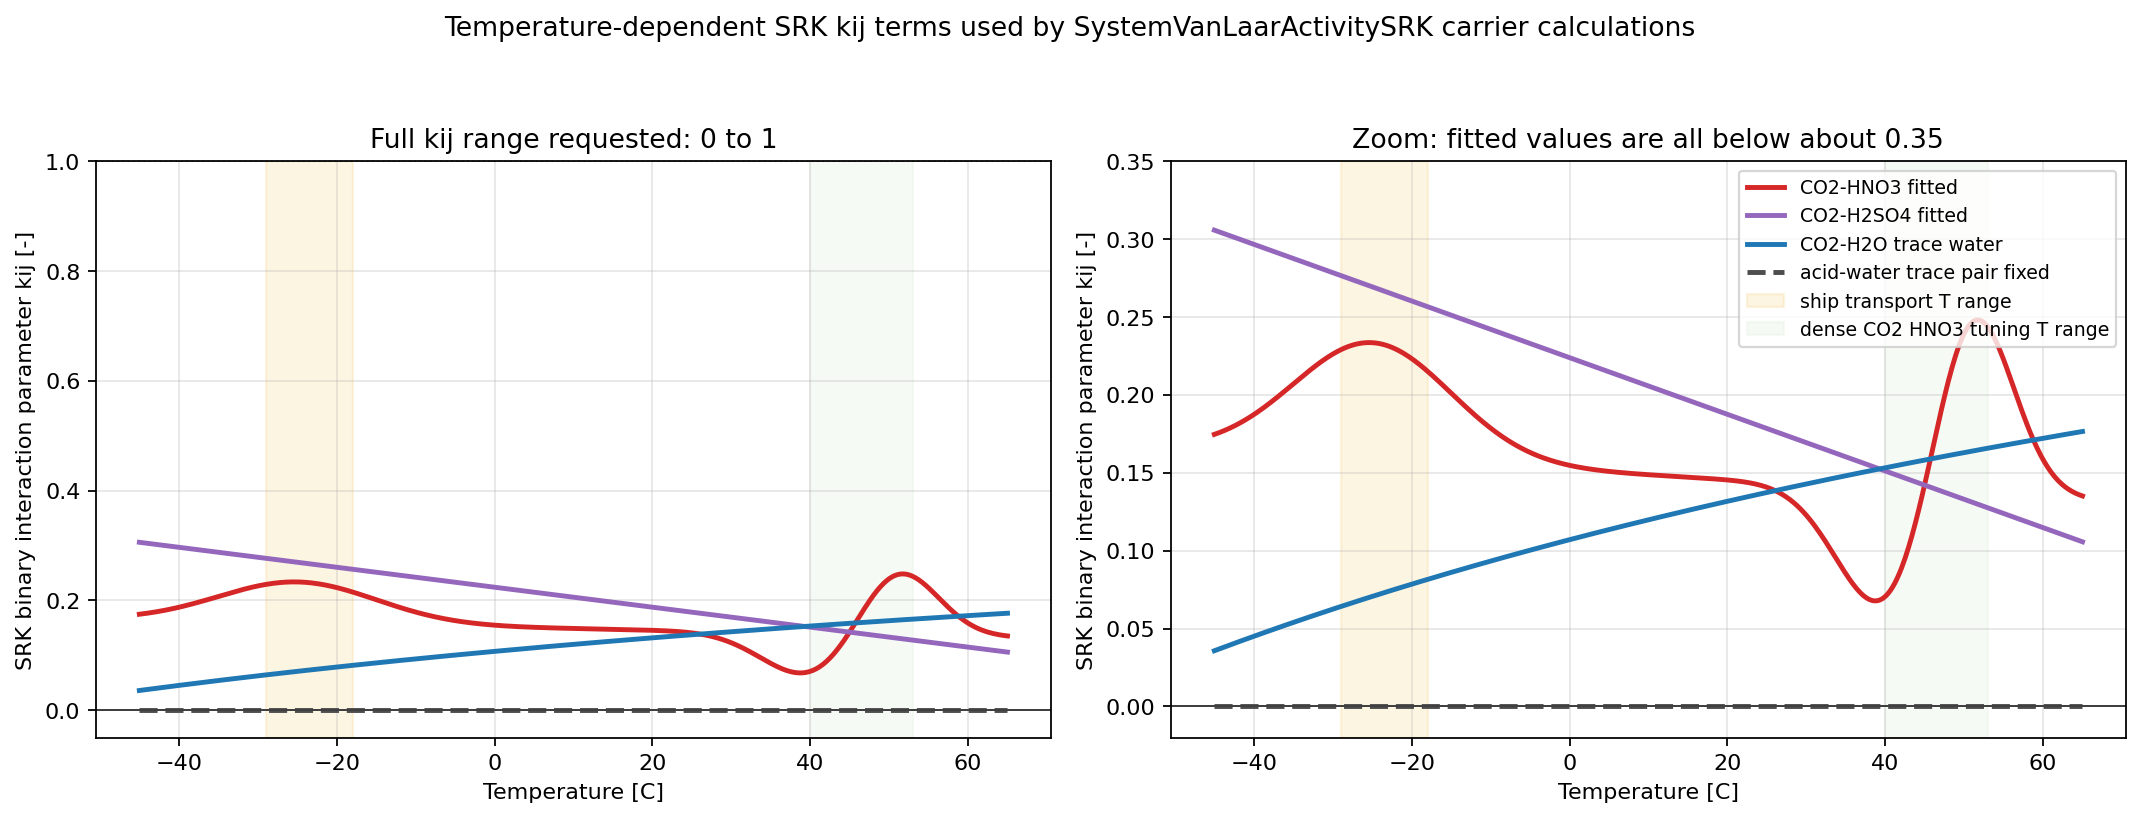 Temperature-dependent SRK kij terms used by SystemVanLaarActivitySRK carrier calculations
Full kij range requested: 0 to 1
SRK binary interaction parameter kij [-]
1.0
0.8
0.6
0.4
0.2
0.0
−40
−20
0
20
40
60
Temperature [C]
Zoom: fitted values are all below about 0.35
SRK binary interaction parameter kij [-]
0.35
0.30
0.25
0.20
0.15
0.10
0.05
0.00
CO2-HNO3 fitted
CO2-H2SO4 fitted
CO2-H2O trace water
acid-water trace pair fixed
ship transport T range
dense CO2 HNO3 tuning T range
−40
−20
0
20
40
60
Temperature [C]